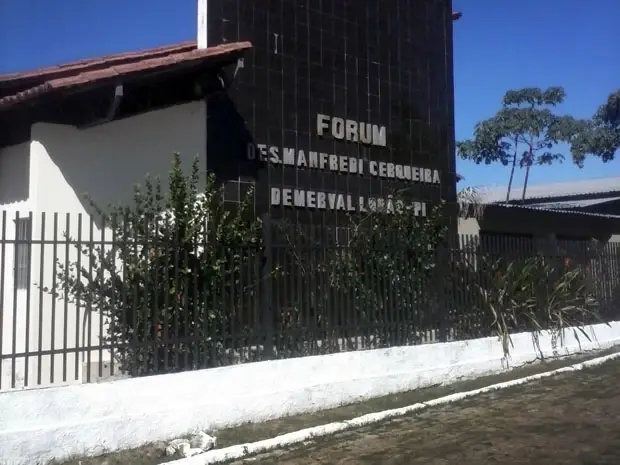 FORUM
DES. MANFREDI CERQUEIRA
DEMERVAL LOBÃO-PI